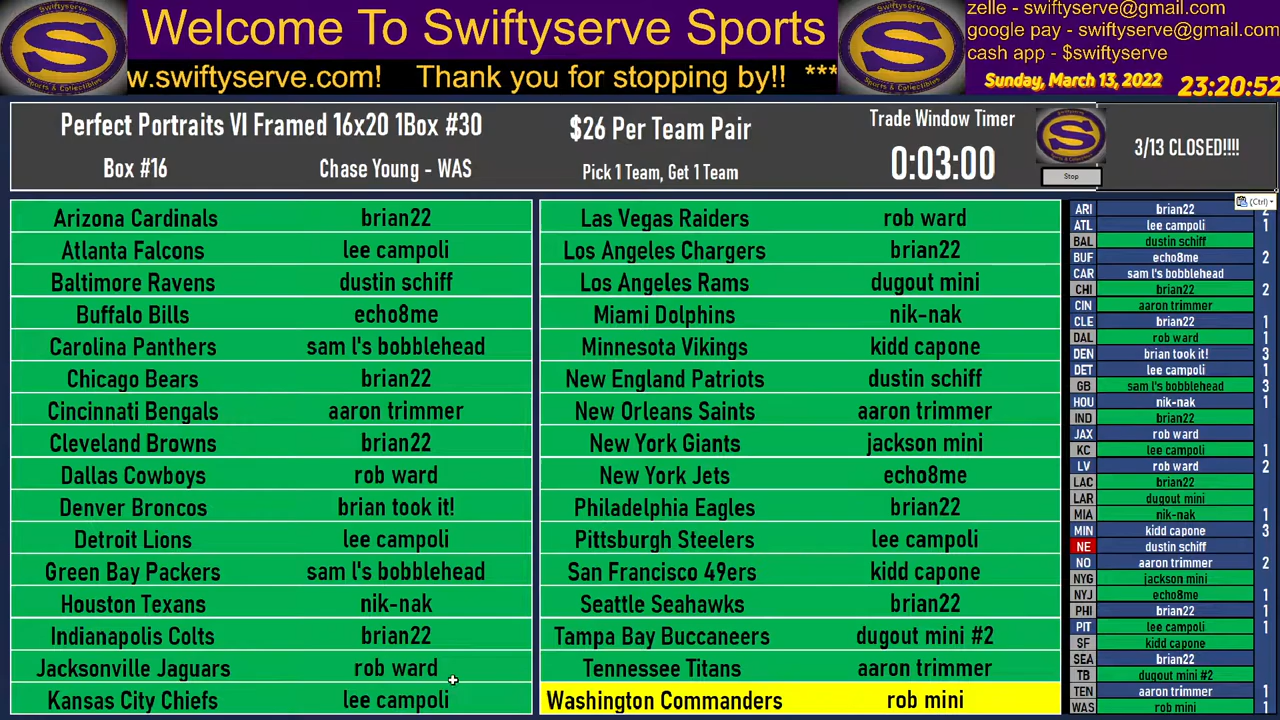 Welcome To Swiftyserve Sports
w.swiftyserve.com! Thank you for stopping by!! ***
zelle - swiftyserve@gmail.com
google pay - swiftyserve@gmail.com
cash app - $swiftyserve
Sunday, March 13, 2022 23:20:52
Perfect Portraits VI Framed 16x20 1Box #30
Box #16 Chase Young - WAS
$26 Per Team Pair
Pick 1 Team, Get 1 Team
Trade Window Timer
0:03:00
Stop
3/13 CLOSED!!!!
(Ctrl)
Arizona Cardinals brian22
Atlanta Falcons lee campoli
Baltimore Ravens dustin schiff
Buffalo Bills echo8me
Carolina Panthers sam l's bobblehead
Chicago Bears brian22
Cincinnati Bengals aaron trimmer
Cleveland Browns brian22
Dallas Cowboys rob ward
Denver Broncos brian took it!
Detroit Lions lee campoli
Green Bay Packers sam l's bobblehead
Houston Texans nik-nak
Indianapolis Colts brian22
Jacksonville Jaguars rob ward
Kansas City Chiefs lee campoli
Las Vegas Raiders rob ward
Los Angeles Chargers brian22
Los Angeles Rams dugout mini
Miami Dolphins nik-nak
Minnesota Vikings kidd capone
New England Patriots dustin schiff
New Orleans Saints aaron trimmer
New York Giants jackson mini
New York Jets echo8me
Philadelphia Eagles brian22
Pittsburgh Steelers lee campoli
San Francisco 49ers kidd capone
Seattle Seahawks brian22
Tampa Bay Buccaneers dugout mini #2
Tennessee Titans aaron trimmer
Washington Commanders rob mini
ARI brian22 2
ATL lee campoli 1
BAL dustin schiff
BUF echo8me 2
CAR sam l's bobblehead
CHI brian22 2
CIN aaron trimmer
CLE brian22 1
DAL rob ward 1
DEN brian took it! 3
DET lee campoli 1
GB sam l's bobblehead 3
HOU nik-nak 1
IND brian22
JAX rob ward
KC lee campoli 1
LV rob ward 2
LAC brian22
LAR dugout mini
MIA nik-nak 1
MIN kidd capone 3
NE dustin schiff
NO aaron trimmer 2
NYG jackson mini
NYJ echo8me 1
PHI brian22 1
PIT lee campoli 1
SF kidd capone
SEA brian22
TB dugout mini #2
TEN aaron trimmer 1
WAS rob mini 1